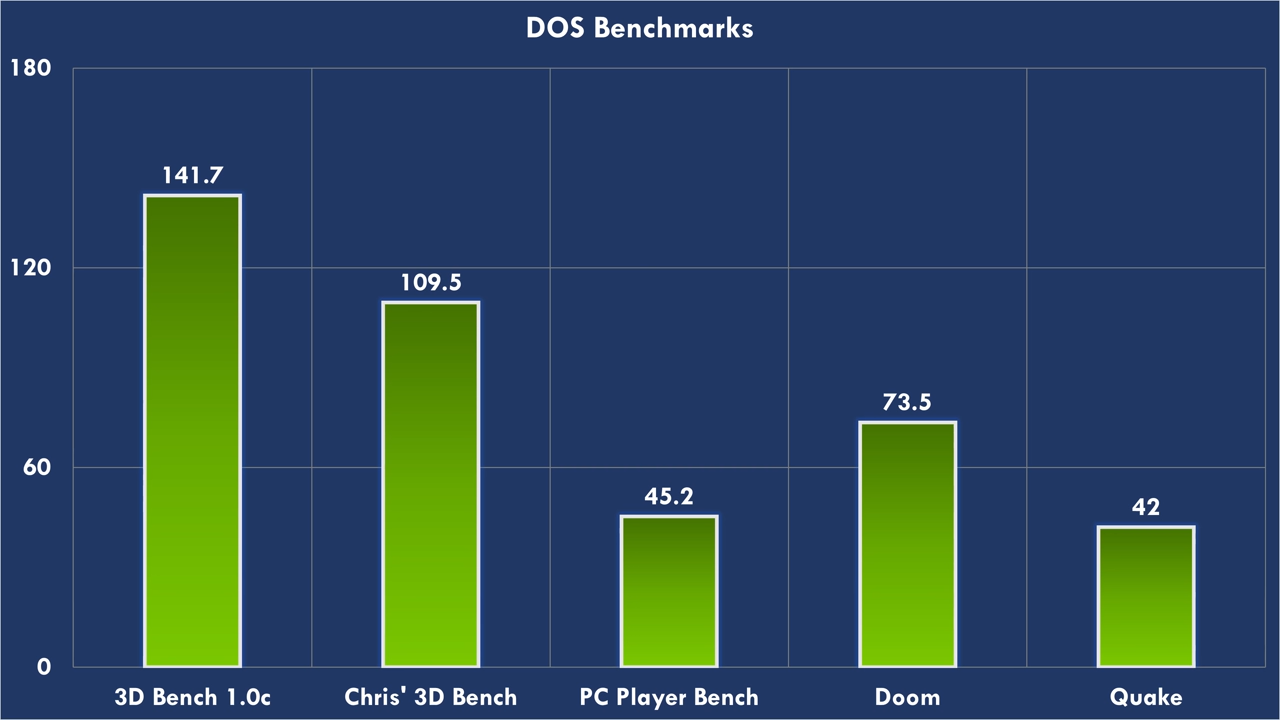 DOS Benchmarks
180
120
60
0
141.7
109.5
45.2
73.5
42
3D Bench 1.0c
Chris' 3D Bench
PC Player Bench
Doom
Quake